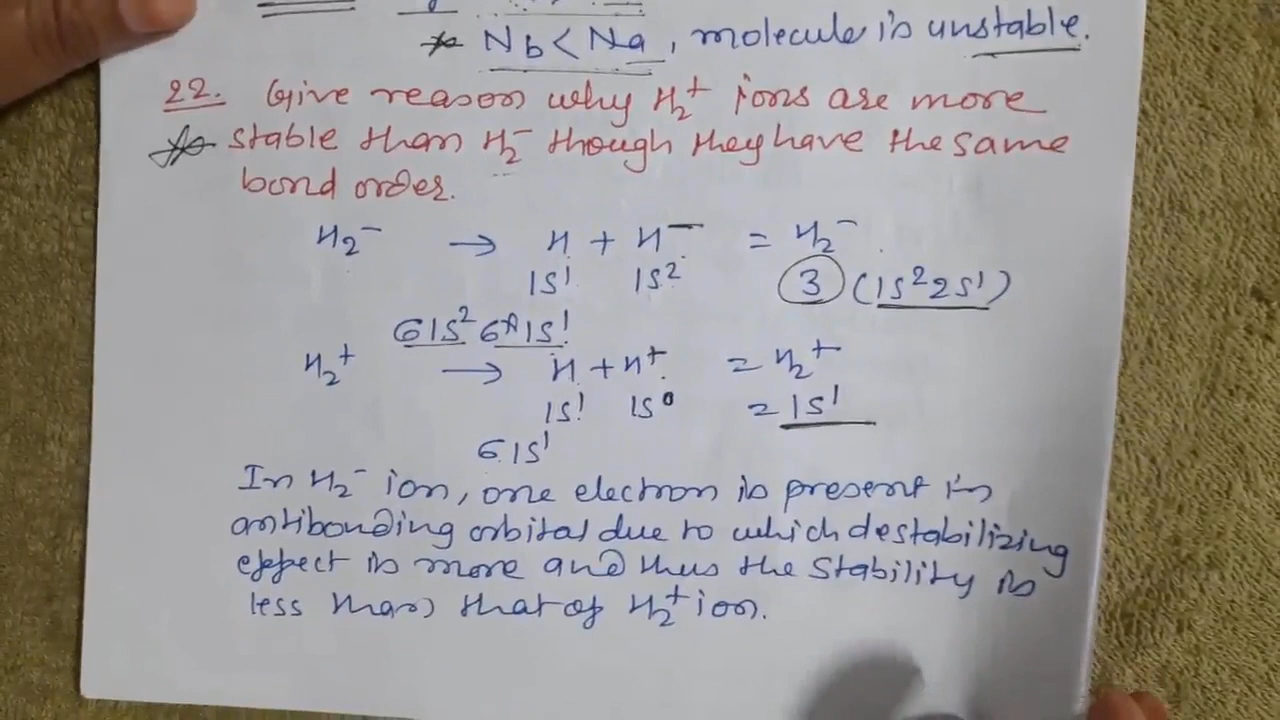 * Nb < Na, molecule is unstable.
22. Give reason why H2+ ions are more
* stable than H2- though they have the same
bond order.
H2- → H + H- = H2-
1s1 1s2 3 (1s2 2s1)
σ1s2 σ*1s1
H2+ → H + H+ = H2+
1s1 1s0 = 1s1
σ1s1
In H2- ion, one electron is present in
antibonding orbital due to which destabilizing
effect is more and thus the stability is
less than that of H2+ ion.